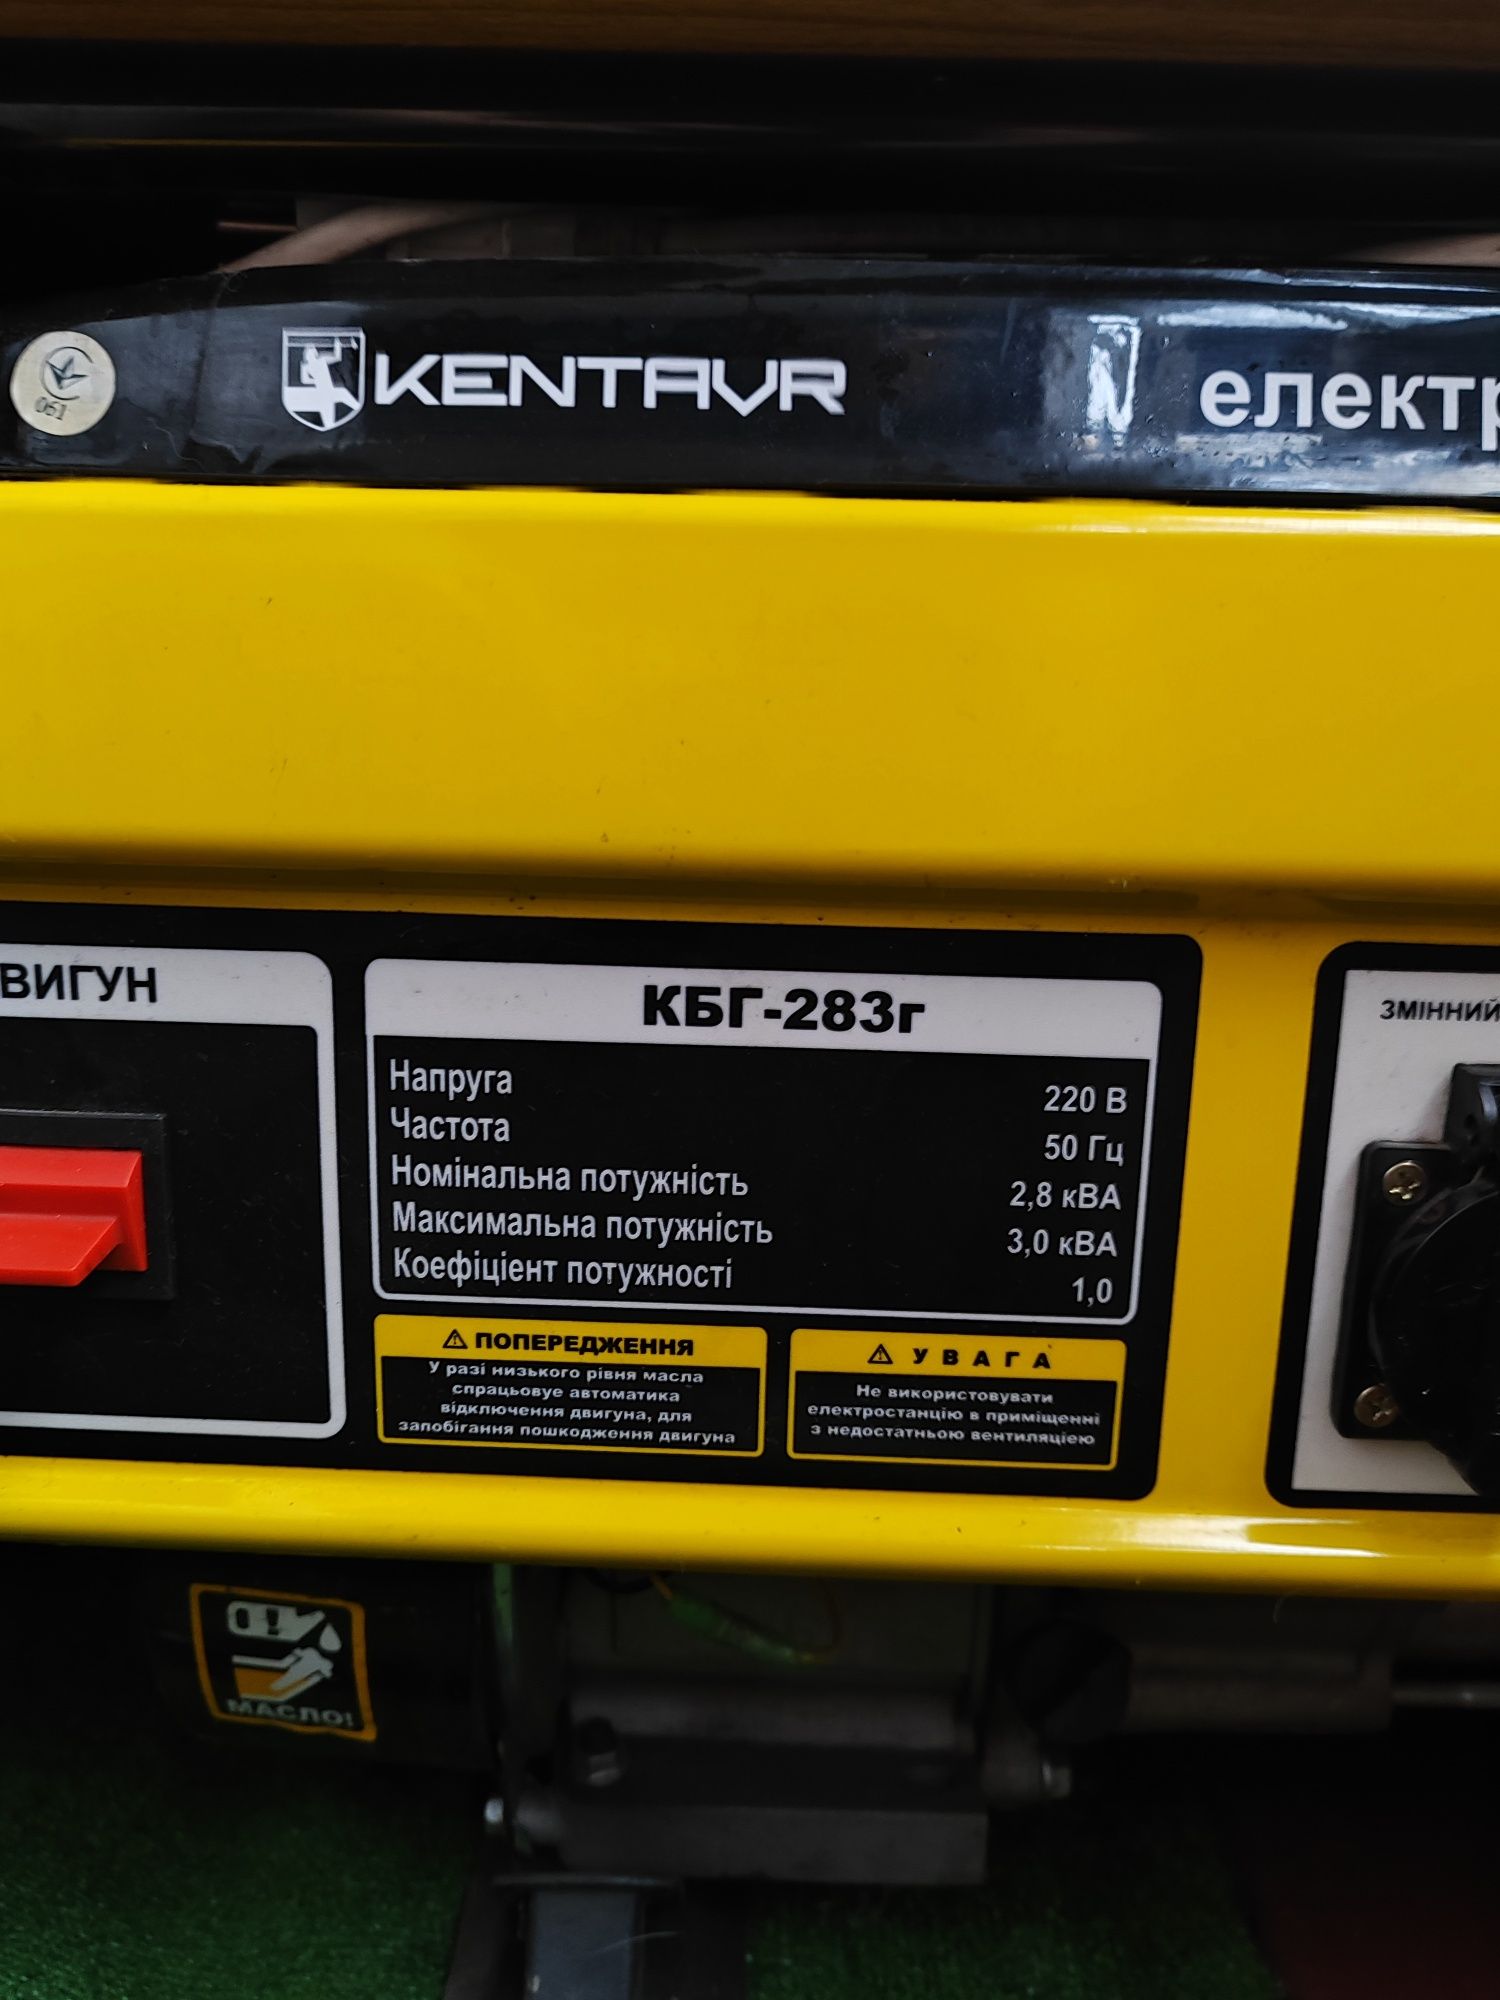 061
KENTAVR
електр
ВИГУН
КБГ-283г
ЗМІННИЙ
Напруга 220 В
Частота 50 Гц
Номінальна потужність 2,8 кВА
Максимальна потужність 3,0 кВА
Коефіцієнт потужності 1,0
ПОПЕРЕДЖЕННЯ
У разі низького рівня масла
спрацьовує автоматика
відключення двигуна, для
запобігання пошкодження двигуна
УВАГА
Не використовувати
електростанцію в приміщенні
з недостатньою вентиляцією
МАСЛО!